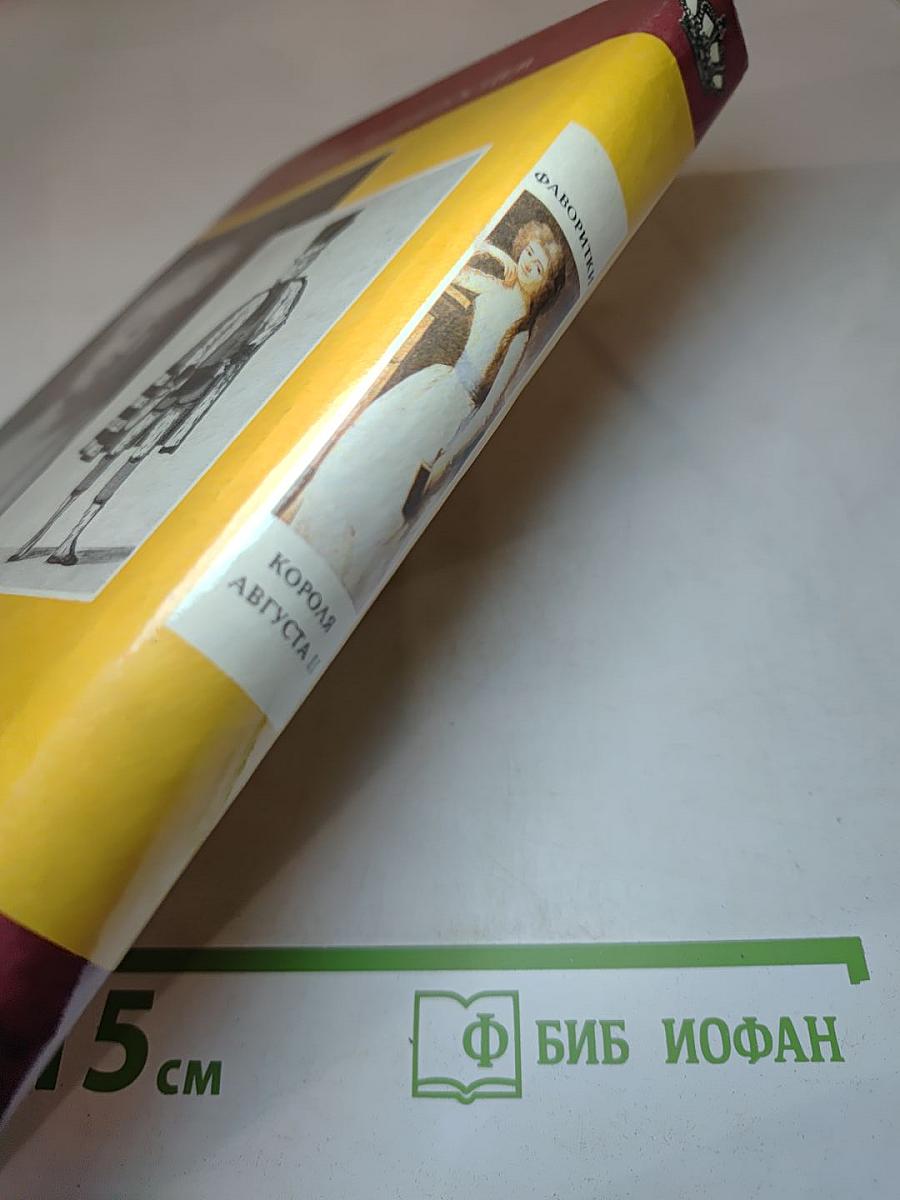 ФАВОРИТКИ
КОРОЛЯ
АВГУСТА II
15 см
Ф БИБ ИОФАН